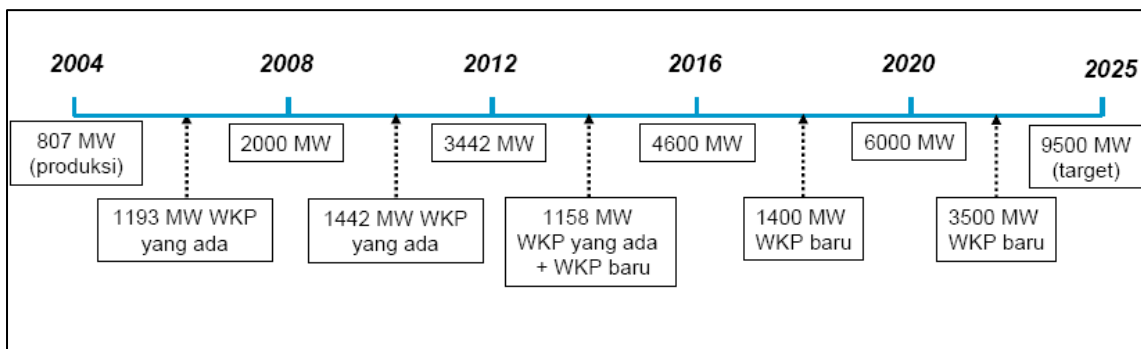 2004
2008
2012
2016
2020
2025
807 MW
(produksi)
2000 MW
3442 MW
4600 MW
6000 MW
9500 MW
(target)
1193 MW WKP
yang ada
1442 MW WKP
yang ada
1158 MW
WKP yang ada
+ WKP baru
1400 MW
WKP baru
3500 MW
WKP baru